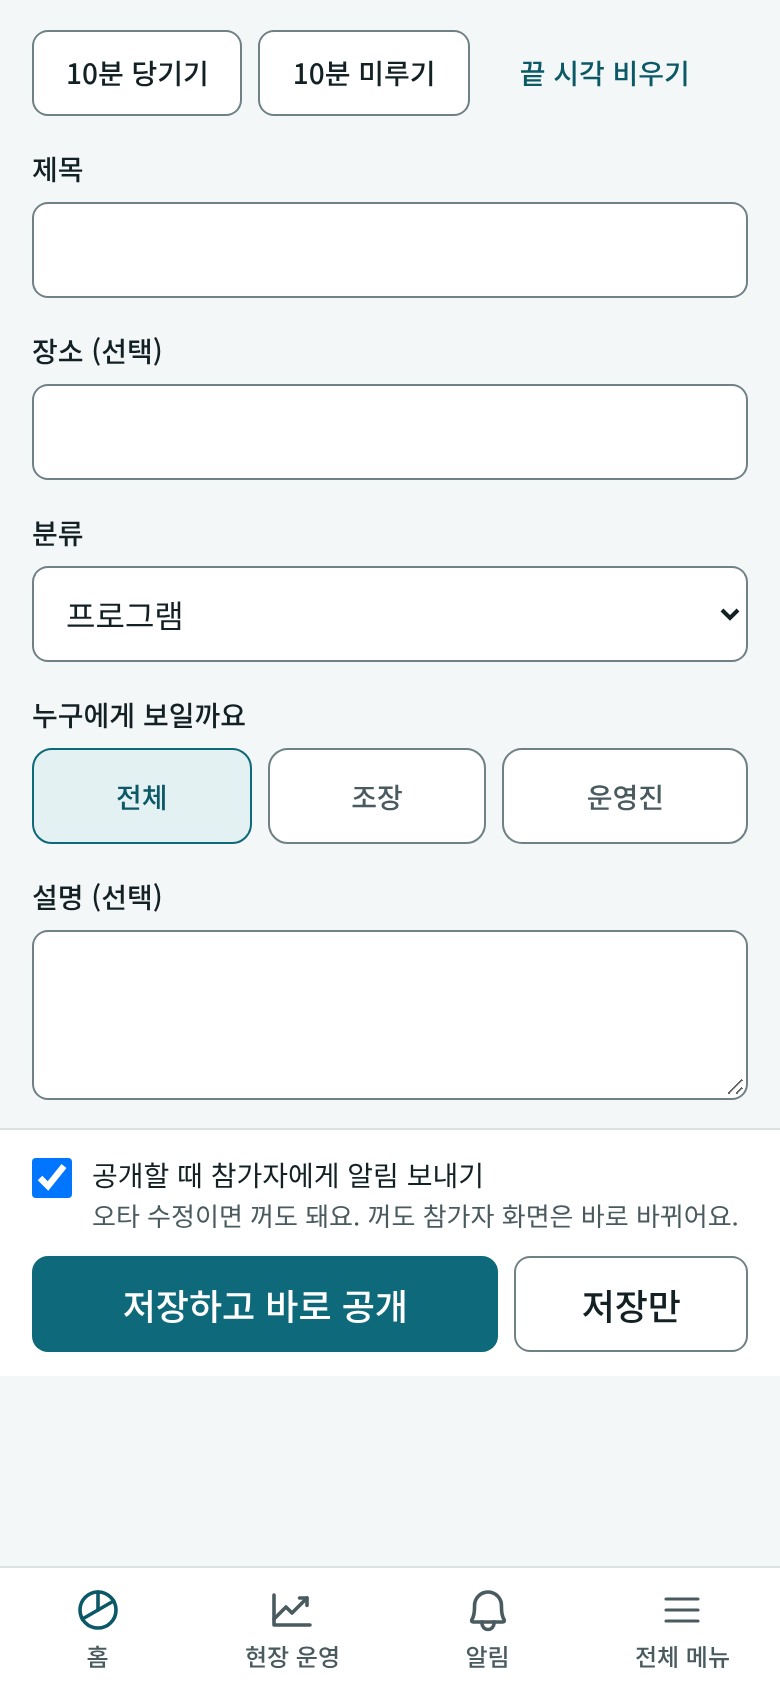 10분 당기기 10분 미루기 끝 시각 비우기
제목
장소 (선택)
분류
프로그램
누구에게 보일까요
전체 조장 운영진
설명 (선택)
공개할 때 참가자에게 알림 보내기
오타 수정이면 꺼도 돼요. 꺼도 참가자 화면은 바로 바뀌어요.
저장하고 바로 공개 저장만
홈 현장 운영 알림 전체 메뉴